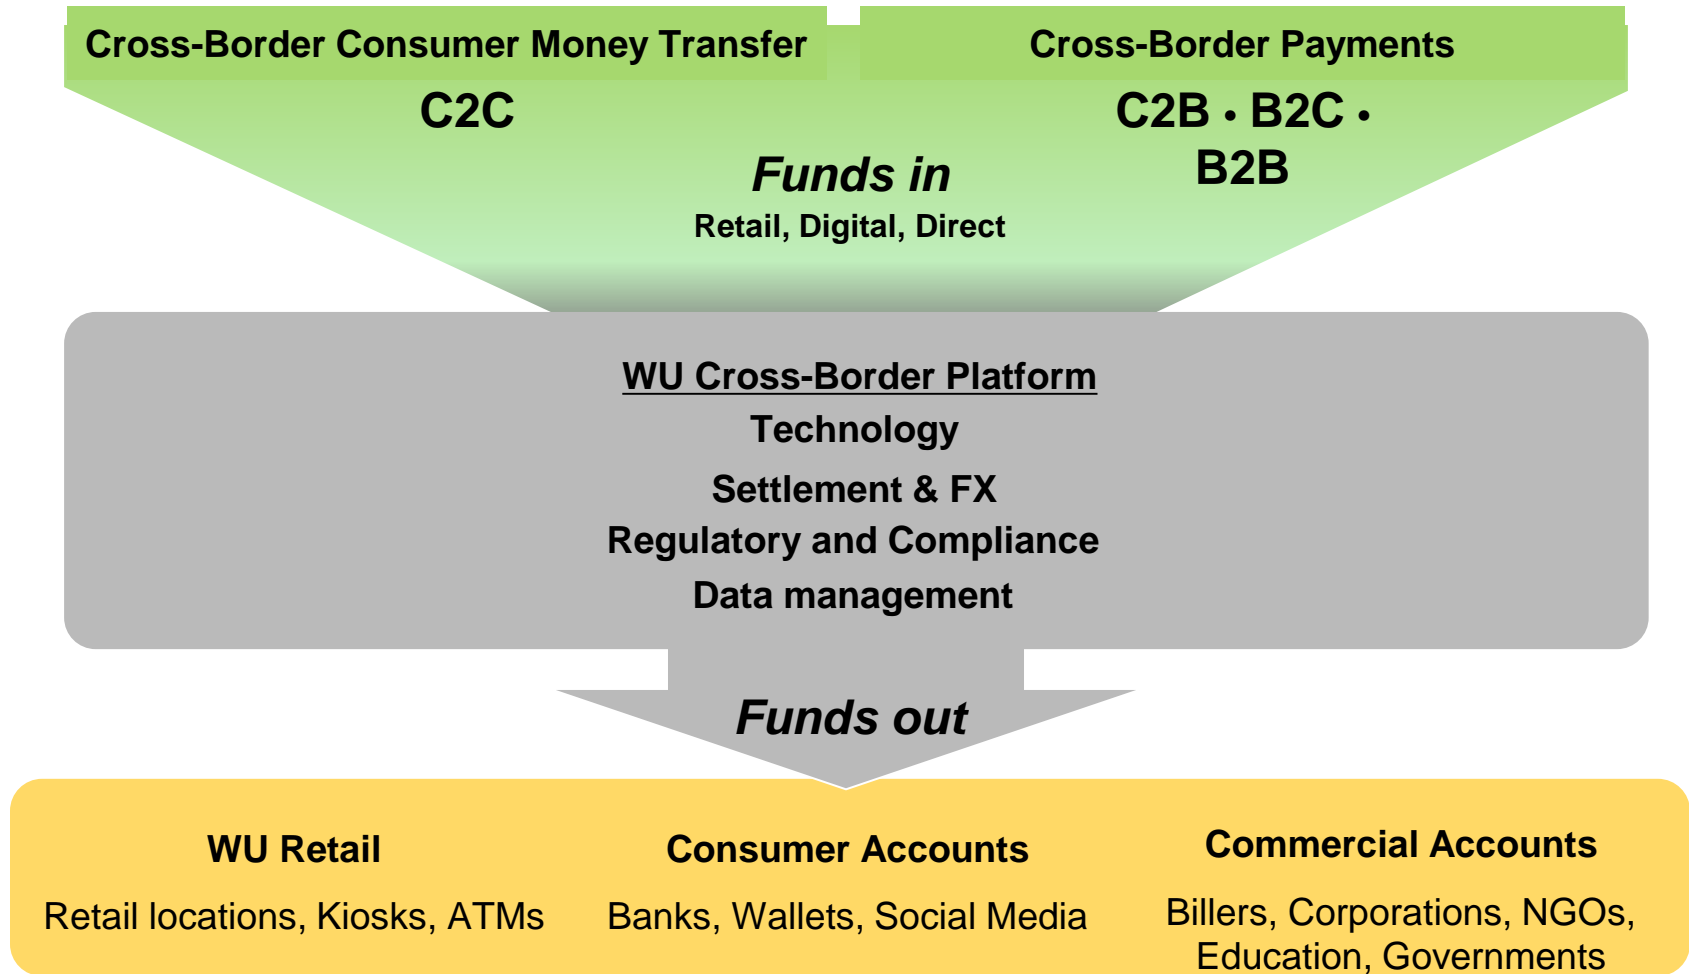 Cross-Border Consumer Money Transfer
Cross-Border Payments
C2C
C2B • B2C •
B2B
Funds in
Retail, Digital, Direct
WU Cross-Border Platform
Technology
Settlement & FX
Regulatory and Compliance
Data management
Funds out
WU Retail
Retail locations, Kiosks, ATMs
Consumer Accounts
Banks, Wallets, Social Media
Commercial Accounts
Billers, Corporations, NGOs,
Education, Governments